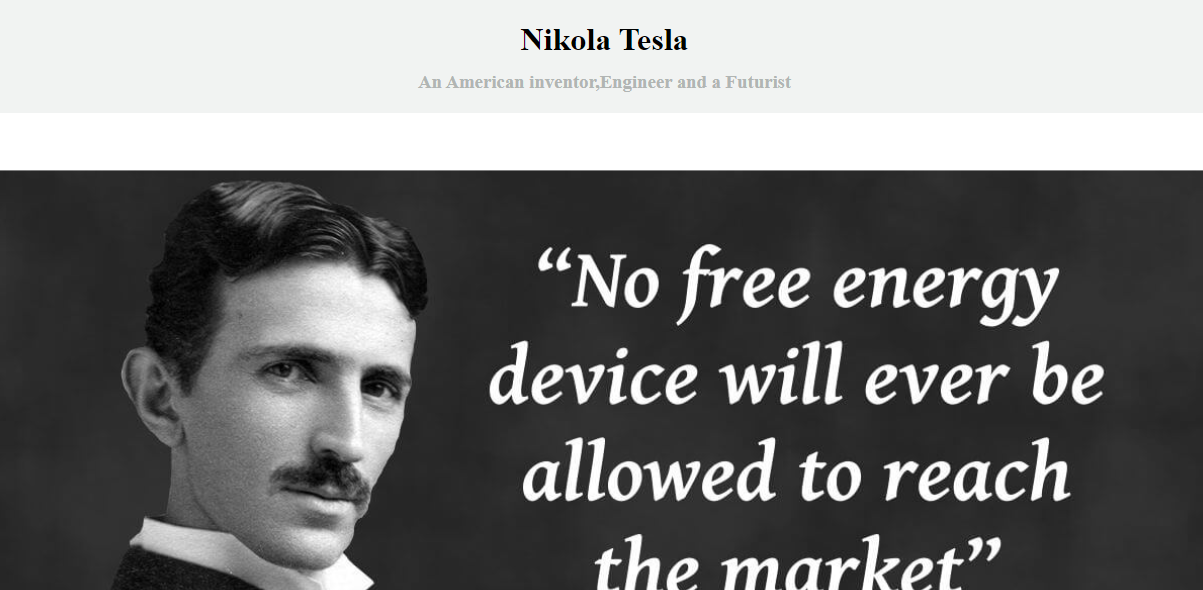 Nikola Tesla
An American inventor,Engineer and a Futurist
“No free energy
device will ever be
allowed to reach
the market”